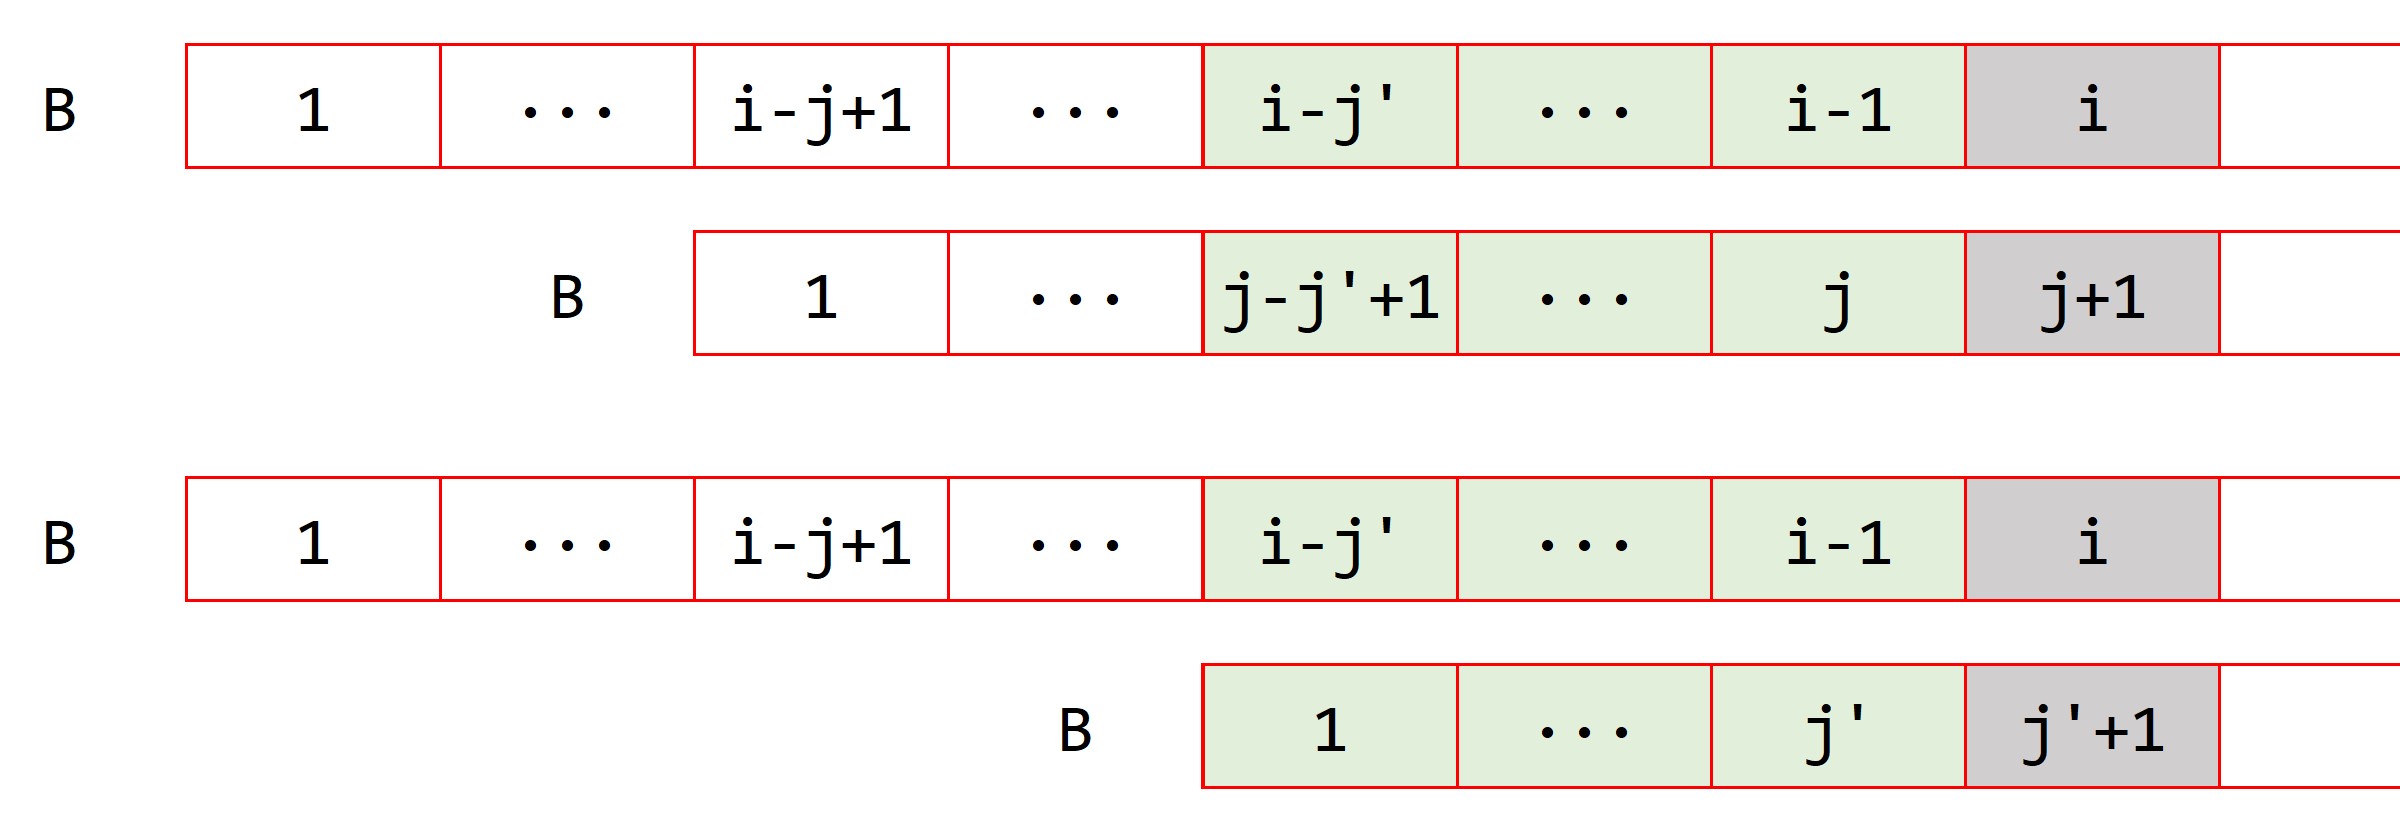 B 1 ··· i-j+1 ··· i-j' ··· i-1 i
B 1 ··· j-j'+1 ··· j j+1
B 1 ··· i-j+1 ··· i-j' ··· i-1 i
B 1 ··· j' j'+1